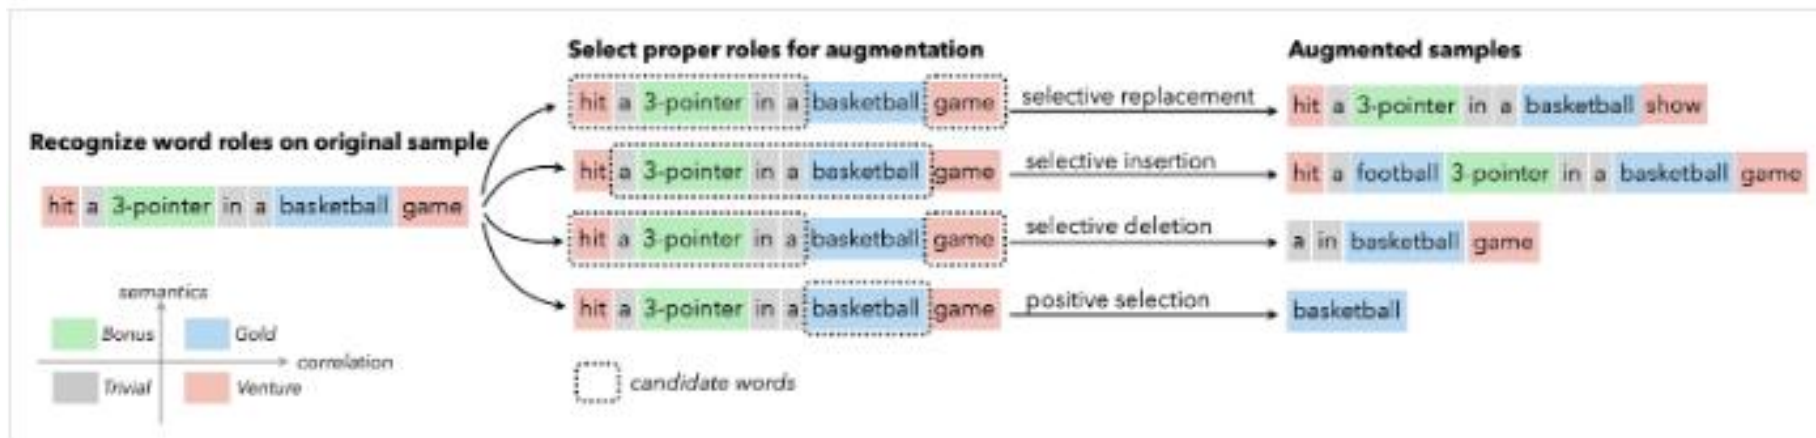 Recognize word roles on original sample
hit a 3-pointer in a basketball game
semantics
Bonus Gold
correlation
Trivial Venture
Select proper roles for augmentation
hit a 3-pointer in a basketball game
hit a 3-pointer in a basketball game
hit a 3-pointer in a basketball game
hit a 3-pointer in a basketball game
candidate words
selective replacement
selective insertion
selective deletion
positive selection
Augmented samples
hit a 3-pointer in a basketball show
hit a football 3-pointer in a basketball game
a in basketball game
basketball